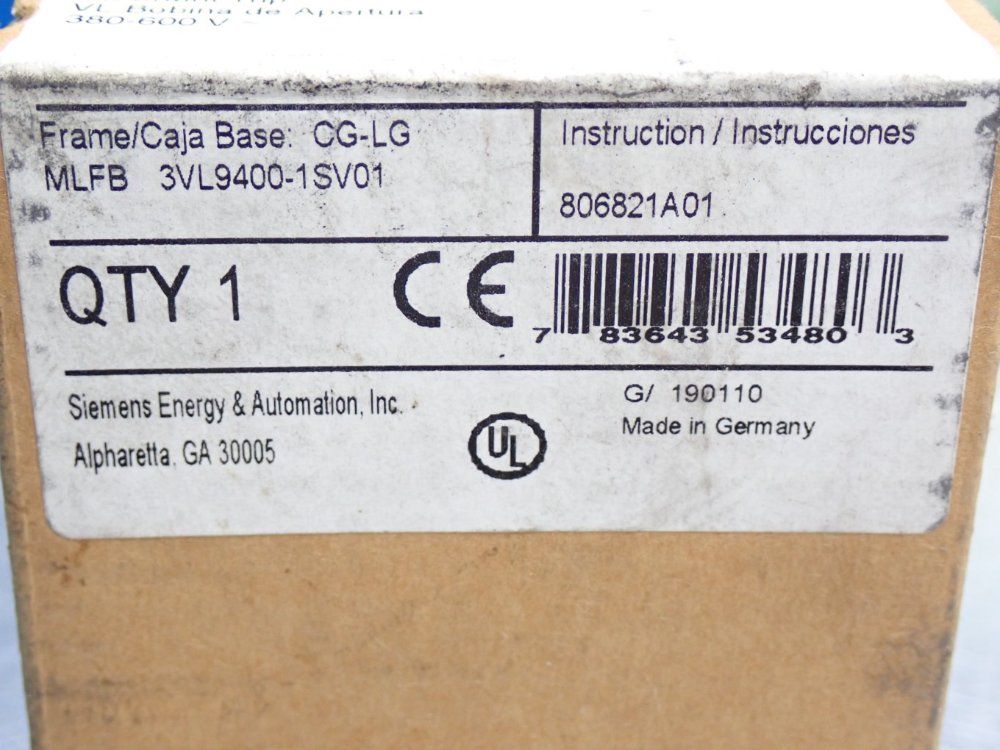 VL Bobina de Apertura
380-600 V ~
Frame/Caja Base: CG-LG
MLFB 3VL9400-1SV01
Instruction / Instrucciones
806821A01
QTY 1
CE
7 83643 53480 3
Siemens Energy & Automation, Inc.
Alpharetta, GA 30005
UL
G/ 190110
Made in Germany